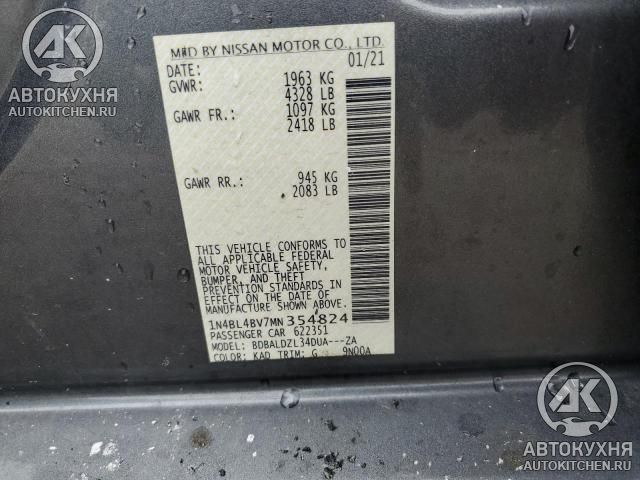 MFD BY NISSAN MOTOR CO., LTD.
DATE: 01/21
GVWR: 1963 KG
4328 LB
GAWR FR.: 1097 KG
2418 LB
GAWR RR.: 945 KG
2083 LB
THIS VEHICLE CONFORMS TO
ALL APPLICABLE FEDERAL
MOTOR VEHICLE SAFETY,
BUMPER, AND THEFT
PREVENTION STANDARDS IN
EFFECT ON THE DATE OF
MANUFACTURE SHOWN ABOVE.
1N4BL4BV7MN354824
PASSENGER CAR 622351
MODEL: BDBALDZL34DUA---ZA
COLOR: KAD TRIM: G 9N00A
АК
АВТОКУХНЯ
AUTOKITCHEN.RU
АК
АВТОКУХНЯ
AUTOKITCHEN.RU